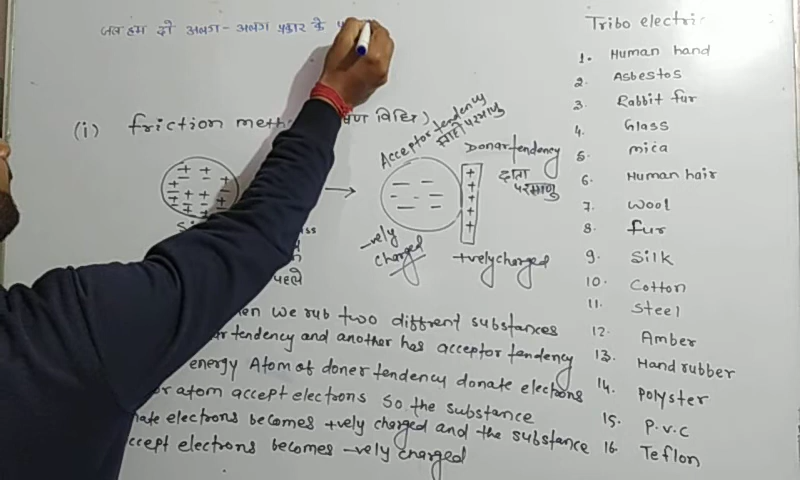 जब हम दो अलग-अलग प्रकार के
(i) friction meth विधि)
Acceptor tendency
ग्राही परमाणु
Donar tendency
दाता
परमाणु
-vely
charged
+vely charged
पहले
en we rub two diffrent substances
tendency and another has acceptor tendency
energy Atom of doner tendency donate electrons
or atom accept electrons so the substance
nate electrons becomes +vely charged and the substance
ccept electrons becomes -vely charged
Tribo electri
1. Human hand
2. Asbestos
3. Rabbit fur
4. Glass
5. mica
6. Human hair
7. Wool
8. fur
9. Silk
10. Cotton
11. Steel
12. Amber
13. Hand rubber
14. Polyster
15. P.v.c
16. Teflon